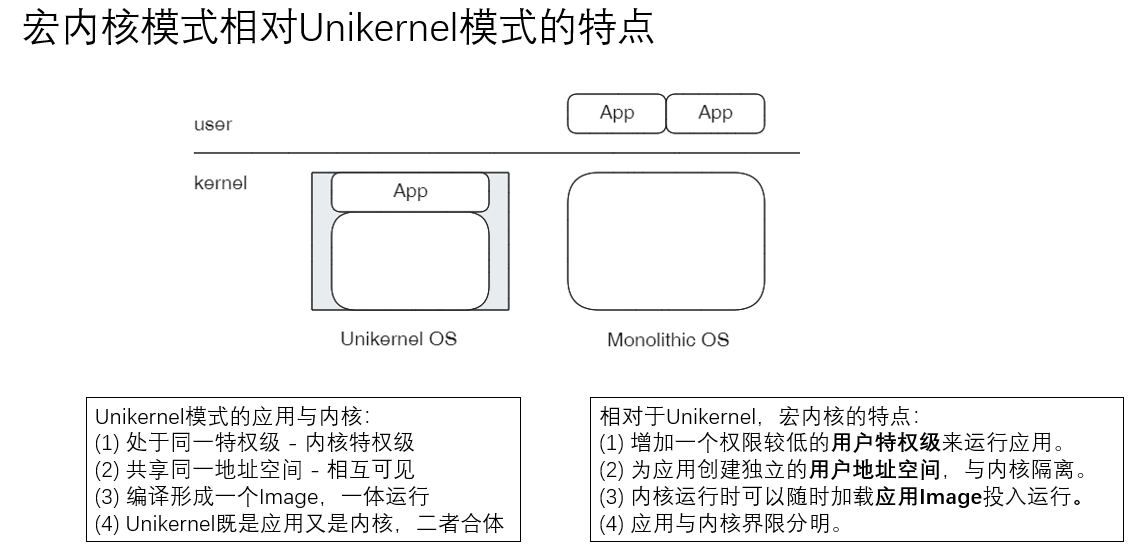 宏内核模式相对Unikernel模式的特点
App
App
user
kernel
App
Unikernel OS
Monolithic OS
Unikernel模式的应用与内核：
(1) 处于同一特权级 - 内核特权级
(2) 共享同一地址空间 - 相互可见
(3) 编译形成一个Image，一体运行
(4) Unikernel既是应用又是内核，二者合体
相对于Unikernel，宏内核的特点：
(1) 增加一个权限较低的用户特权级来运行应用。
(2) 为应用创建独立的用户地址空间，与内核隔离。
(3) 内核运行时可以随时加载应用Image投入运行。
(4) 应用与内核界限分明。